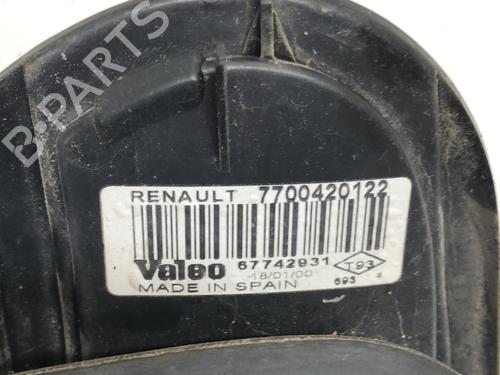 B-PARTS
RENAULT 7700420122
Valeo 67742931
18/01/00
T93
MADE IN SPAIN
693